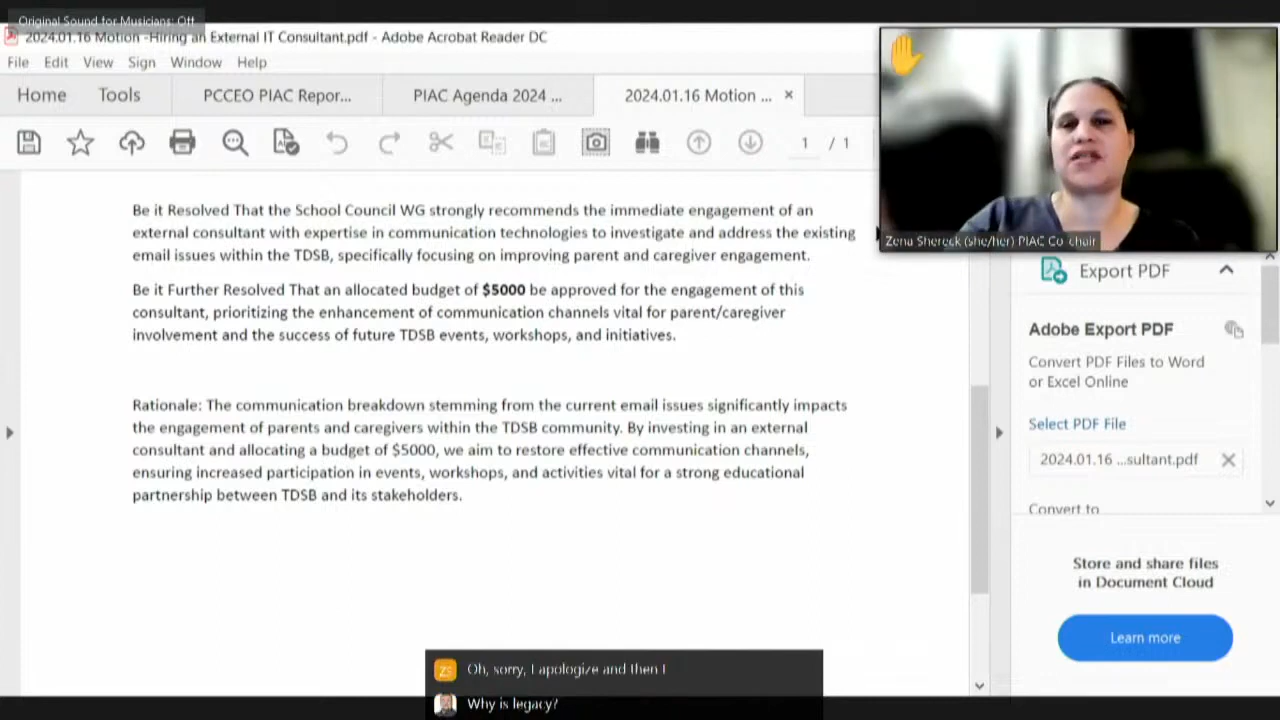 Original Sound for Musicians: Off
2024.01.16 Motion -Hiring an External IT Consultant.pdf - Adobe Acrobat Reader DC
File Edit View Sign Window Help
Home Tools PCCEO PIAC Repor... PIAC Agenda 2024 ... 2024.01.16 Motion ... ×
1 / 1
Be it Resolved That the School Council WG strongly recommends the immediate engagement of an
external consultant with expertise in communication technologies to investigate and address the existing
email issues within the TDSB, specifically focusing on improving parent and caregiver engagement.
Be it Further Resolved That an allocated budget of $5000 be approved for the engagement of this
consultant, prioritizing the enhancement of communication channels vital for parent/caregiver
involvement and the success of future TDSB events, workshops, and initiatives.
Rationale: The communication breakdown stemming from the current email issues significantly impacts
the engagement of parents and caregivers within the TDSB community. By investing in an external
consultant and allocating a budget of $5000, we aim to restore effective communication channels,
ensuring increased participation in events, workshops, and activities vital for a strong educational
partnership between TDSB and its stakeholders.
Zena Shereck (she/her) PIAC Co-chair
Export PDF
Adobe Export PDF
Convert PDF Files to Word
or Excel Online
Select PDF File
2024.01.16 ...sultant.pdf
Convert to
Store and share files
in Document Cloud
Learn more
ZS Oh, sorry, I apologize and then I
Why is legacy?